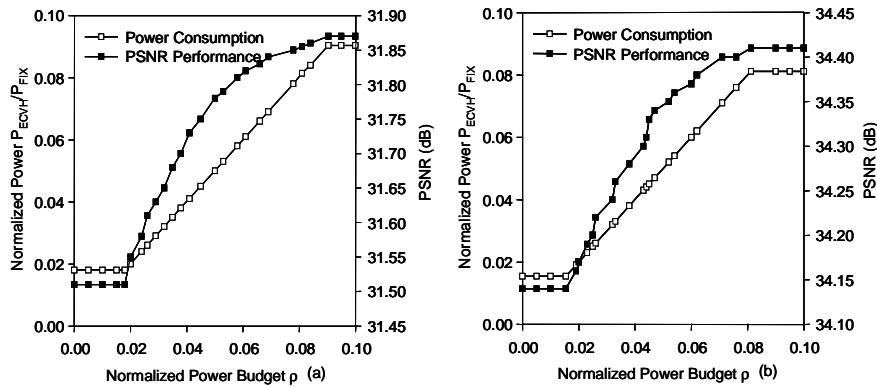 0.10
0.08
0.06
0.04
0.02
0.00
Normalized Power P_ECVH/P_FIX
Power Consumption
PSNR Performance
31.90
31.85
31.80
31.75
31.70
31.65
31.60
31.55
31.50
31.45
PSNR (dB)
0.00 0.02 0.04 0.06 0.08 0.10
Normalized Power Budget ρ (a)
0.10
0.08
0.06
0.04
0.02
0.00
Normalized Power P_ECVH/P_FIX
Power Consumption
PSNR Performance
34.45
34.40
34.35
34.30
34.25
34.20
34.15
34.10
PSNR (dB)
0.00 0.02 0.04 0.06 0.08 0.10
Normalized Power Budget ρ (b)